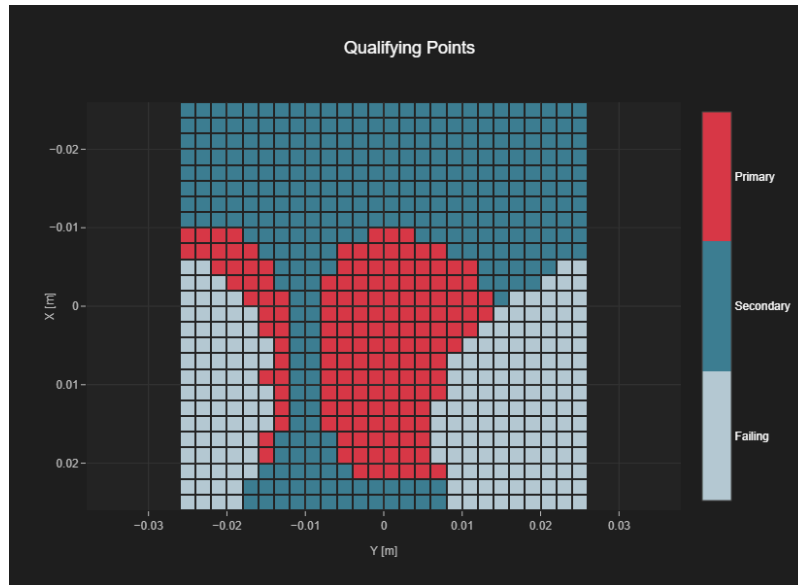 Qualifying Points
−0.02
−0.01
0
0.01
0.02
X [m]
−0.03
−0.02
−0.01
0
0.01
0.02
0.03
Y [m]
Primary
Secondary
Failing